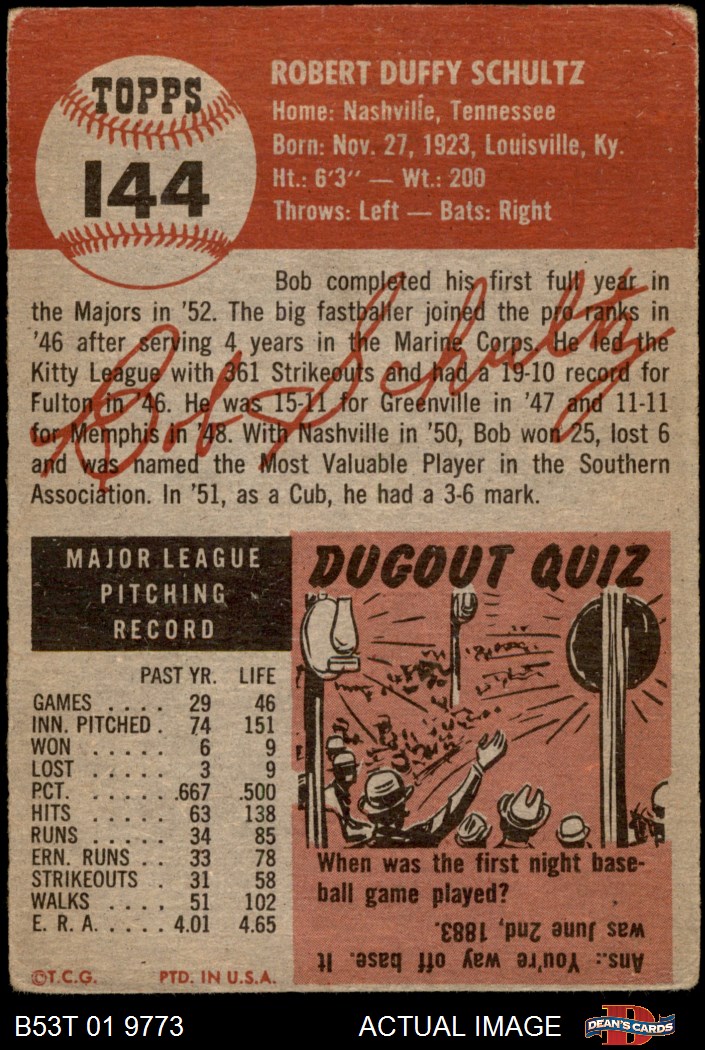 TOPPS
144
ROBERT DUFFY SCHULTZ
Home: Nashville, Tennessee
Born: Nov. 27, 1923, Louisville, Ky.
Ht.: 6'3" — Wt.: 200
Throws: Left — Bats: Right
Bob completed his first full year in
the Majors in '52. The big fastballer joined the pro ranks in
'46 after serving 4 years in the Marine Corps. He led the
Kitty League with 361 Strikeouts and had a 19-10 record for
Fulton in '46. He was 15-11 for Greenville in '47 and 11-11
for Memphis in '48. With Nashville in '50, Bob won 25, lost 6
and was named the Most Valuable Player in the Southern
Association. In '51, as a Cub, he had a 3-6 mark.
Bob Schultz
MAJOR LEAGUE
PITCHING
RECORD
PAST YR. LIFE
GAMES .... 29 46
INN. PITCHED . 74 151
WON ..... 6 9
LOST ..... 3 9
PCT. ...... .667 .500
HITS ..... 63 138
RUNS ..... 34 85
ERN. RUNS .. 33 78
STRIKEOUTS . 31 58
WALKS .... 51 102
E. R. A. .... 4.01 4.65
©T.C.G. PTD. IN U.S.A.
DUGOUT QUIZ
When was the first night base-
ball game played?
Ans.: You're way off base. It
was June 2nd, 1883.
B53T 01 9773 ACTUAL IMAGE
D
DEAN'S CARDS